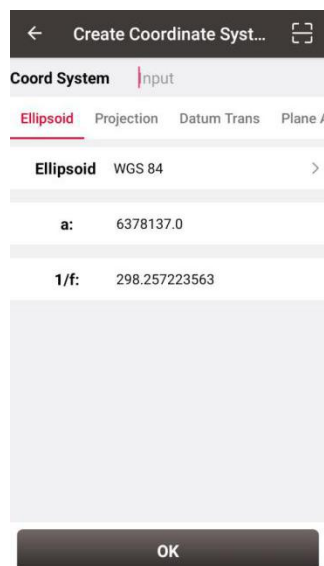 Create Coordinate Syst...
Coord System Input
Ellipsoid Projection Datum Trans Plane A
Ellipsoid WGS 84
a: 6378137.0
1/f: 298.257223563
OK